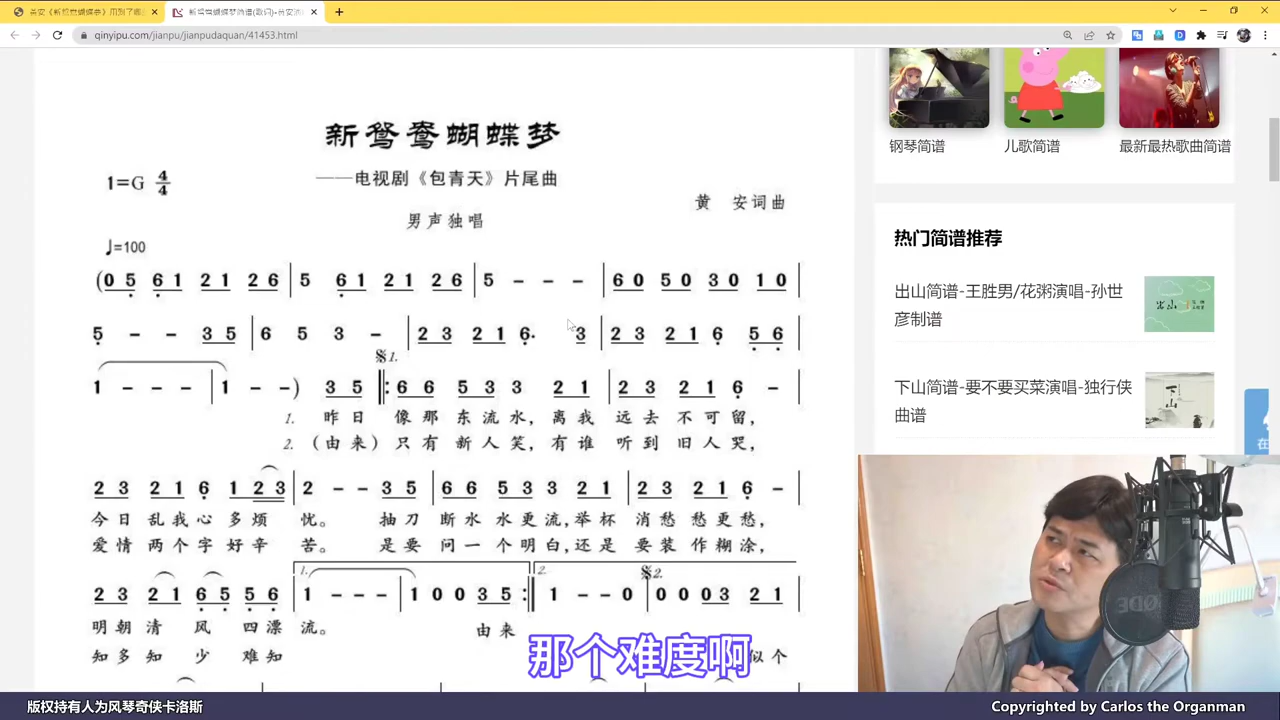 qinyipu.com/jianpu/jianpudaquan/41453.html
新鸳鸯蝴蝶梦
1=G 4/4
——电视剧《包青天》片尾曲
男声独唱
黄 安词曲
♩=100
(0 5 6 1 2 1 2 6 | 5 6 1 2 1 2 6 | 5 - - - | 6 0 5 0 3 0 1 0 |
5 - - 3 5 | 6 5 3 - | 2 3 2 1 6· 3 | 2 3 2 1 6 5 6 |
1 - - - | 1 - -) 3 5 ‖: 6 6 5 3 3 2 1 | 2 3 2 1 6 - |
1. 昨日 像那 东流水, 离我 远去 不可留,
2. (由来) 只有 新人笑, 有谁 听到 旧人哭,
2 3 2 1 6 1 2 3 | 2 - - 3 5 | 6 6 5 3 3 2 1 | 2 3 2 1 6 - |
今日 乱我心 多烦 忧。 抽刀 断水 水更流, 举杯 消愁 愁更愁,
爱情 两个字 好辛 苦。 是要 问一 个明白, 还是 要装 作糊涂,
1.
2.
2 3 2 1 6 5 5 6 | 1 - - - | 1 0 0 3 5 :‖ 1 - - 0 | 0 0 0 3 2 1 |
明朝 清 风 四漂 流。 由来
知多 知 少 难知 似个
钢琴简谱
儿歌简谱
最新最热歌曲简谱
热门简谱推荐
出山简谱-王胜男/花粥演唱-孙世
彦制谱
下山简谱-要不要买菜演唱-独行侠
曲谱
在
RØDE
那个难度啊
版权持有人为风琴奇侠卡洛斯
Copyrighted by Carlos the Organman